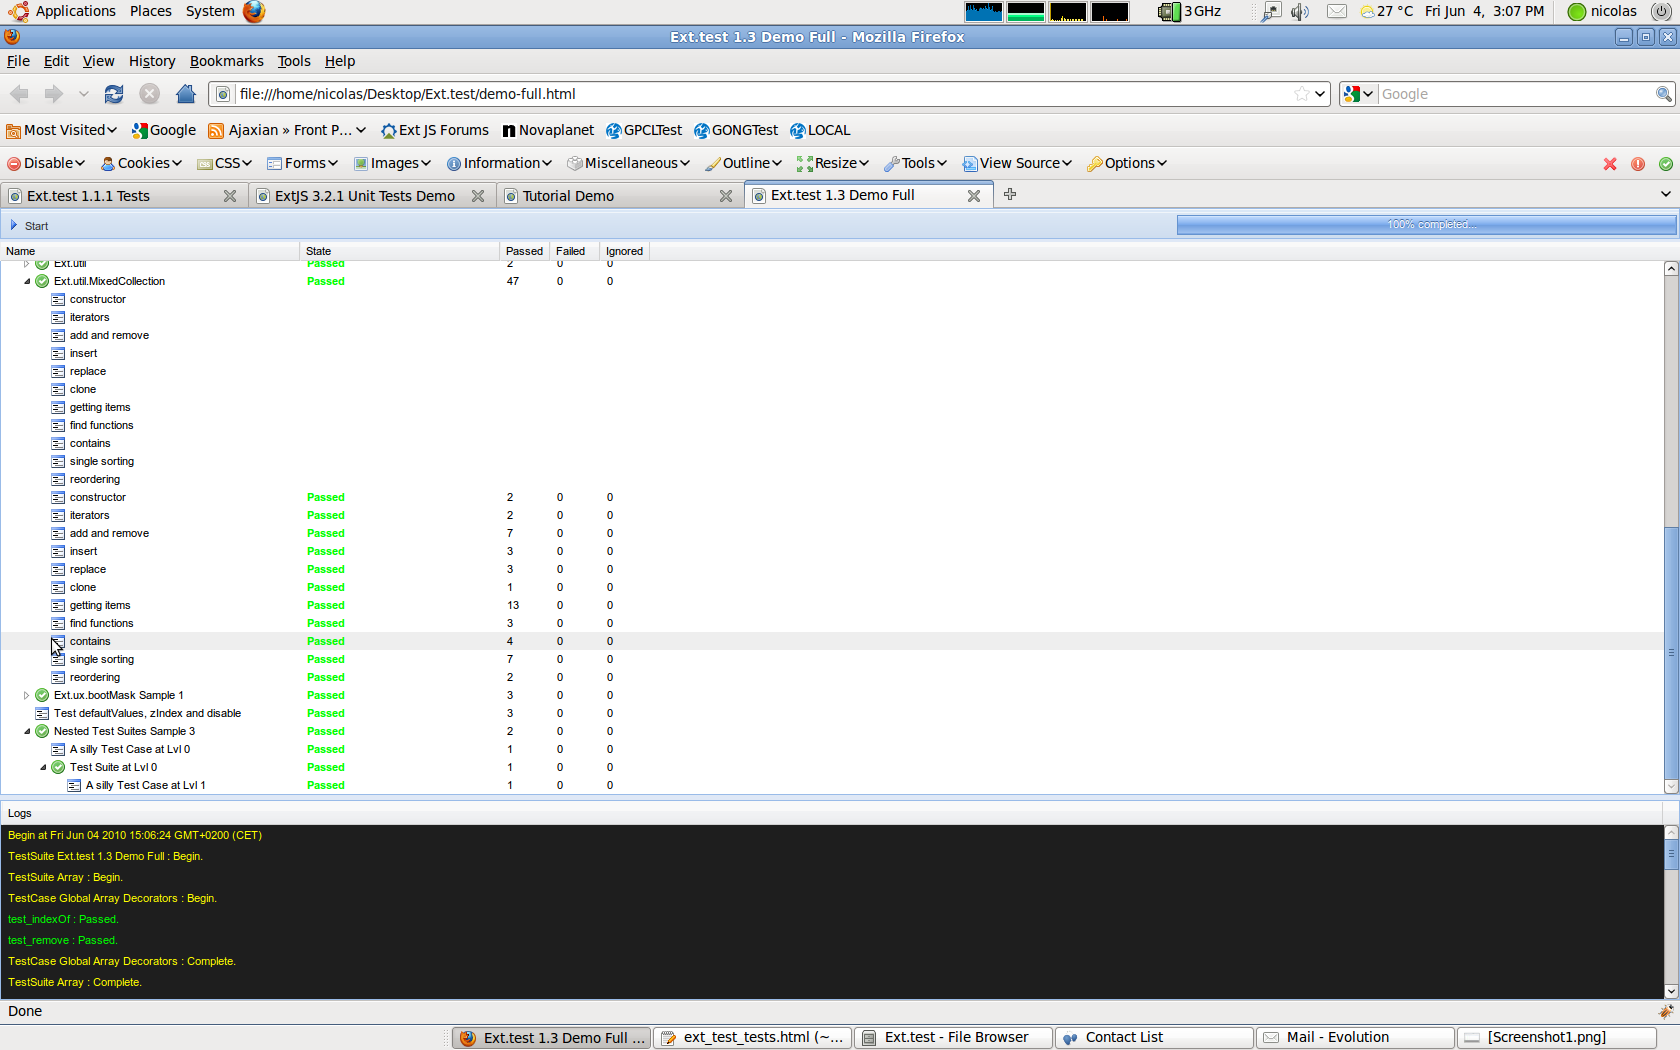 Applications Places System 3 GHz 27 °C Fri Jun 4, 3:07 PM nicolas
Ext.test 1.3 Demo Full - Mozilla Firefox
File Edit View History Bookmarks Tools Help
file:///home/nicolas/Desktop/Ext.test/demo-full.html Google
Most Visited Google Ajaxian » Front P... Ext JS Forums Novaplanet GPCLTest GONGTest LOCAL
Disable Cookies CSS Forms Images Information Miscellaneous Outline Resize Tools View Source Options
Ext.test 1.1.1 Tests ExtJS 3.2.1 Unit Tests Demo Tutorial Demo Ext.test 1.3 Demo Full
Start 100% completed...
Name State Passed Failed Ignored
Ext.util Passed 2 0 0
Ext.util.MixedCollection Passed 47 0 0
constructor
iterators
add and remove
insert
replace
clone
getting items
find functions
contains
single sorting
reordering
constructor Passed 2 0 0
iterators Passed 2 0 0
add and remove Passed 7 0 0
insert Passed 3 0 0
replace Passed 3 0 0
clone Passed 1 0 0
getting items Passed 13 0 0
find functions Passed 3 0 0
contains Passed 4 0 0
single sorting Passed 7 0 0
reordering Passed 2 0 0
Ext.ux.bootMask Sample 1 Passed 3 0 0
Test defaultValues, zIndex and disable Passed 3 0 0
Nested Test Suites Sample 3 Passed 2 0 0
A silly Test Case at Lvl 0 Passed 1 0 0
Test Suite at Lvl 0 Passed 1 0 0
A silly Test Case at Lvl 1 Passed 1 0 0
Logs
Begin at Fri Jun 04 2010 15:06:24 GMT+0200 (CET)
TestSuite Ext.test 1.3 Demo Full : Begin.
TestSuite Array : Begin.
TestCase Global Array Decorators : Begin.
test_indexOf : Passed.
test_remove : Passed.
TestCase Global Array Decorators : Complete.
TestSuite Array : Complete.
Done
Ext.test 1.3 Demo Full ... ext_test_tests.html (~... Ext.test - File Browser Contact List Mail - Evolution [Screenshot1.png]